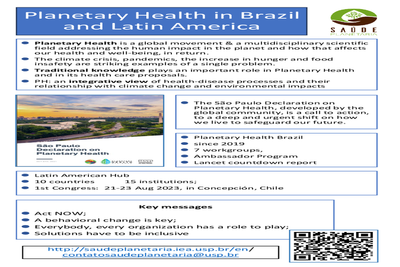 Planetary Health in Brazil
and Latin America
SAÚDE
Planetary Health is a global movement & a multidisciplinary scientific
field addressing the human impact in the planet and how that affects
our health and well-being, in return.
The climate crisis, pandemics, the increase in hunger and food
insafety are striking examples of a single problem.
Traditional knowledge plays an important role in Planetary Health
and in its health care proposals.
PH: an integrative view of health-disease processes and their
relationship with climate change and environmental impacts
São Paulo
Declaration on
Planetary Health
The São Paulo Declaration on
Planetary Health, developed by the
global community, is a call to action,
to a deep and urgent shift on how
we live to safeguard our future.
Planetary Health Brazil
since 2019
7 workgroups,
Ambassador Program
Lancet countdown report
Latin American Hub
10 countries 15 institutions;
1st Congress: 21-23 Aug 2023, in Concepción, Chile
Key messages
Act NOW;
A behavioral change is key;
Everybody, every organization has a role to play;
Solutions have to be inclusive
http://saudeplanetaria.iea.usp.br/en/
contatosaudeplanetaria@usp.br